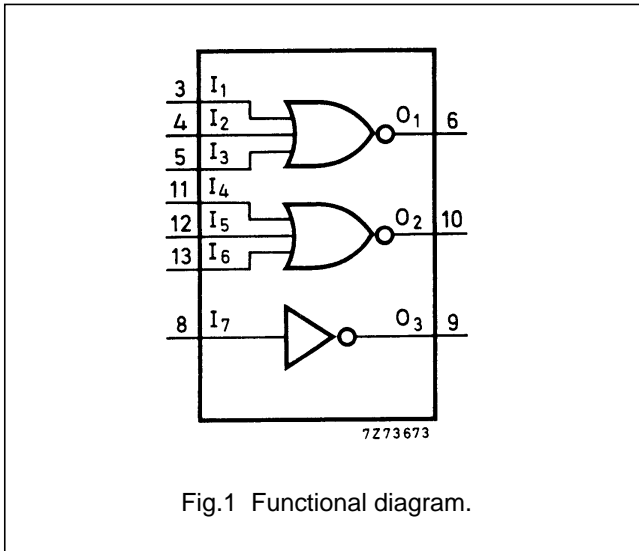 3 I1
4 I2 O1 6
5 I3
11 I4
12 I5 O2 10
13 I6
8 I7 O3 9
7Z73673
Fig.1 Functional diagram.